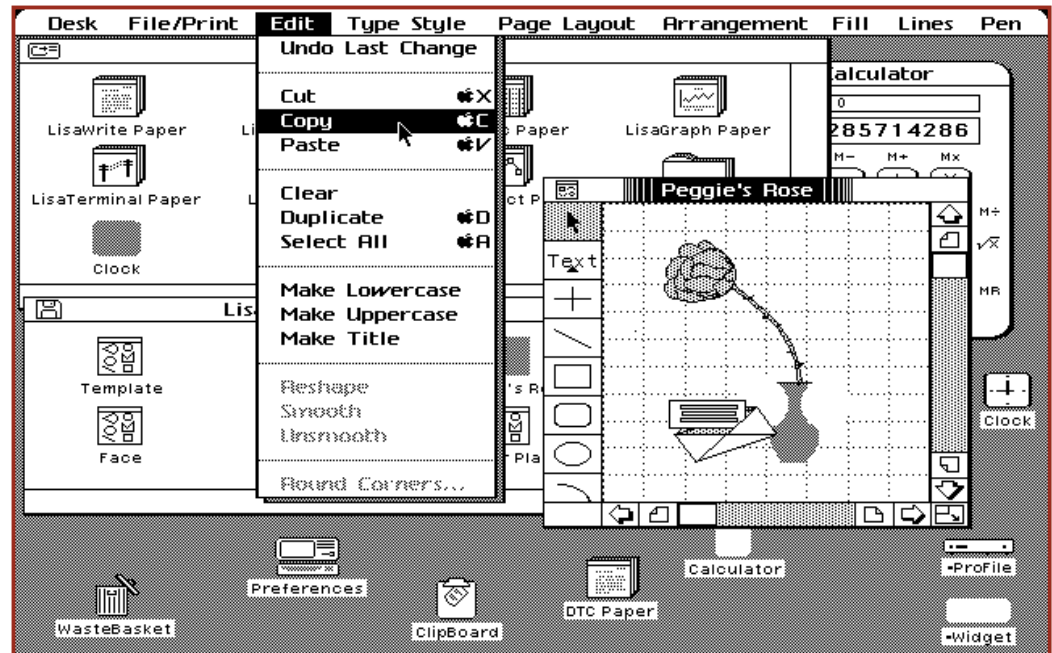 Desk File/Print Edit Type Style Page Layout Arrangement Fill Lines Pen
Undo Last Change
Cut X
Copy C
Paste V
Clear
Duplicate D
Select All A
Make Lowercase
Make Uppercase
Make Title
Reshape
Smooth
Unsmooth
Round Corners...
LisaWrite Paper
Paper
LisaGraph Paper
LisaTerminal Paper
Clock
Template
Face
Calculator
0
285714286
M- M+ Mx
M÷
√x
MR
Peggie's Rose
Text
Clock
Preferences
WasteBasket
ClipBoard
DTC Paper
Calculator
-ProFile
-Widget